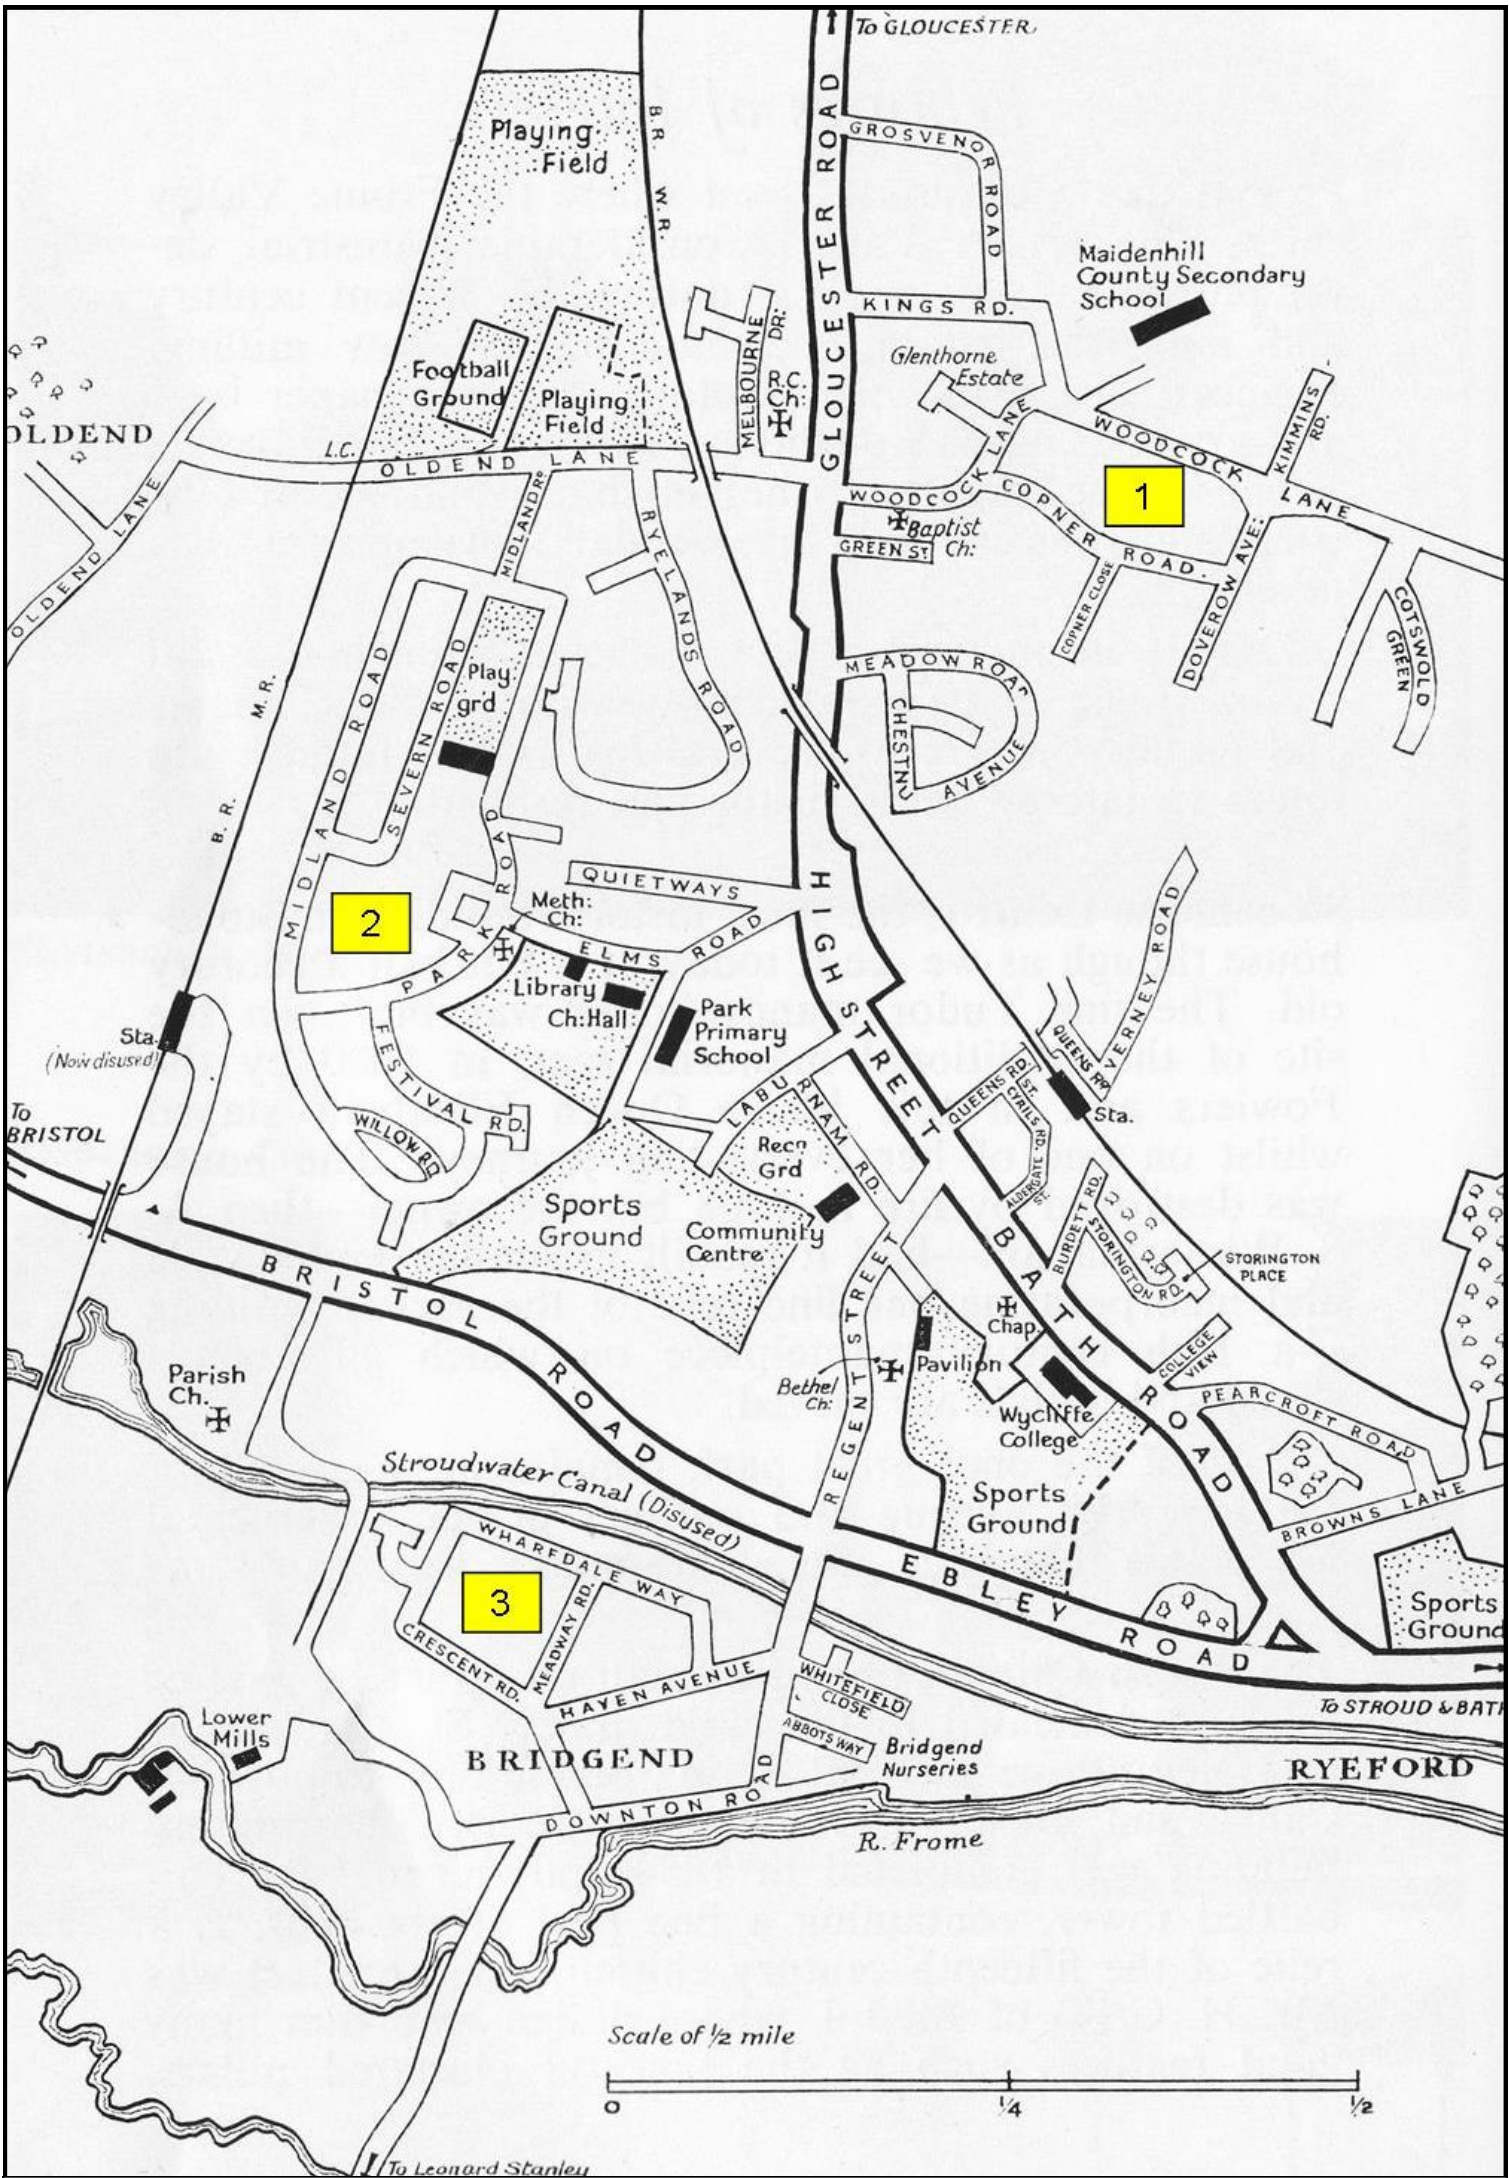 To GLOUCESTER
Playing
Field
B.R.
W.R.
GLOUCESTER ROAD
GROSVENOR
ROAD
Maidenhill
County Secondary
School
KINGS RD.
Glenthorne
Estate
MELBOURNE
DR.
R.C.
Ch:
Football
Ground
Playing
Field
OLDEND
L.C.
OLDEND LANE
OLDEND LANE
WOODCOCK LANE
WOODCOCK
LANE
KIMMINS
RD.
1
COPNER
ROAD.
Baptist
Ch:
GREEN ST.
COPNER CLOSE
DOVEROW AVE:
COTSWOLD
GREEN
MIDLAND RD
RYELANDS ROAD
MEADOW ROAD
CHESTNU
AVENUE
Play.
grd
SEVERN ROAD
MIDLAND ROAD
M.R.
B.R.
2
PARK ROAD
QUIETWAYS
Meth:
Ch:
ELMS
ROAD
Library
Ch:Hall
Park
Primary
School
HIGH STREET
VERNEY ROAD
QUEENS RD
Sta.
Sta.
(Now disused)
To
BRISTOL
FESTIVAL RD.
WILLOW RD
LABURNAM RD.
Recn
Grd
QUEENS RD.
ST.
CYRILS
RD
ALDERGATE
ST.
BURDETT RD.
STORINGTON RD.
STORINGTON
PLACE
Sports
Ground
Community
Centre
BRISTOL
ROAD
BATH
ROAD
REGENT STREET
Chap.
Pavilion
Bethel
Ch:
Wycliffe
College
COLLEGE
VIEW
PEARCROFT ROAD
BROWNS LANE
Sports
Ground
Sports
Ground
Parish
Ch.
Stroudwater Canal (Disused)
WHARFDALE WAY
3
MEADWAY RD.
CRESCENT RD.
HAYEN AVENUE
EBLEY
ROAD
WHITEFIELD
CLOSE
ABBOTS WAY
To STROUD & BATH
Lower
Mills
BRIDGEND
Bridgend
Nurseries
RYEFORD
DOWNTON ROAD
R. Frome
Scale of 1/2 mile
0
1/4
1/2
To Leonard Stanley